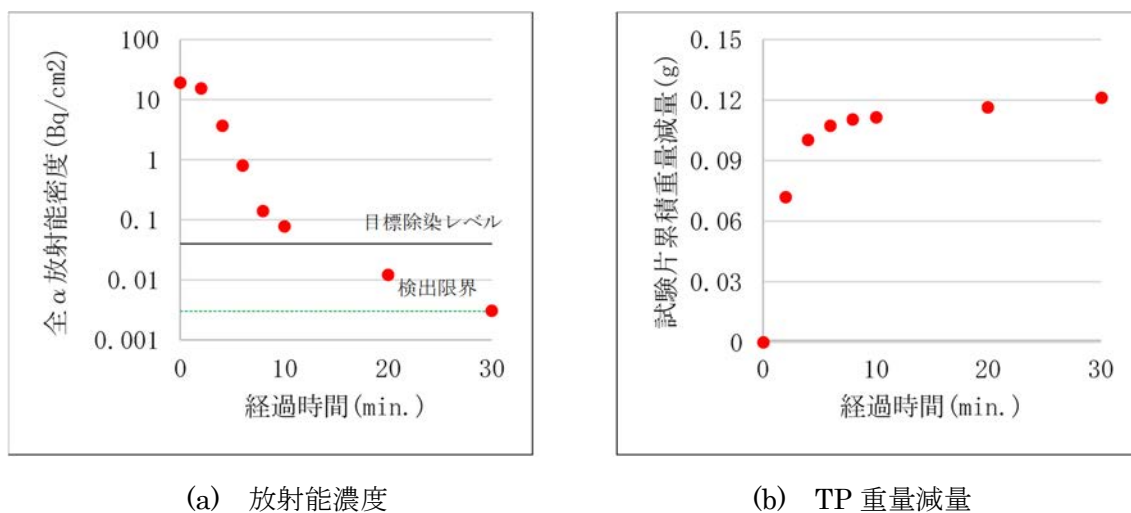 全α放射能密度(Bq/cm2)
100
10
1
0.1
0.01
0.001
目標除染レベル
検出限界
0
10
20
30
経過時間(min.)
(a) 放射能濃度
試験片累積重量減量(g)
0.15
0.12
0.09
0.06
0.03
0
0
10
20
30
経過時間(min.)
(b) TP 重量減量